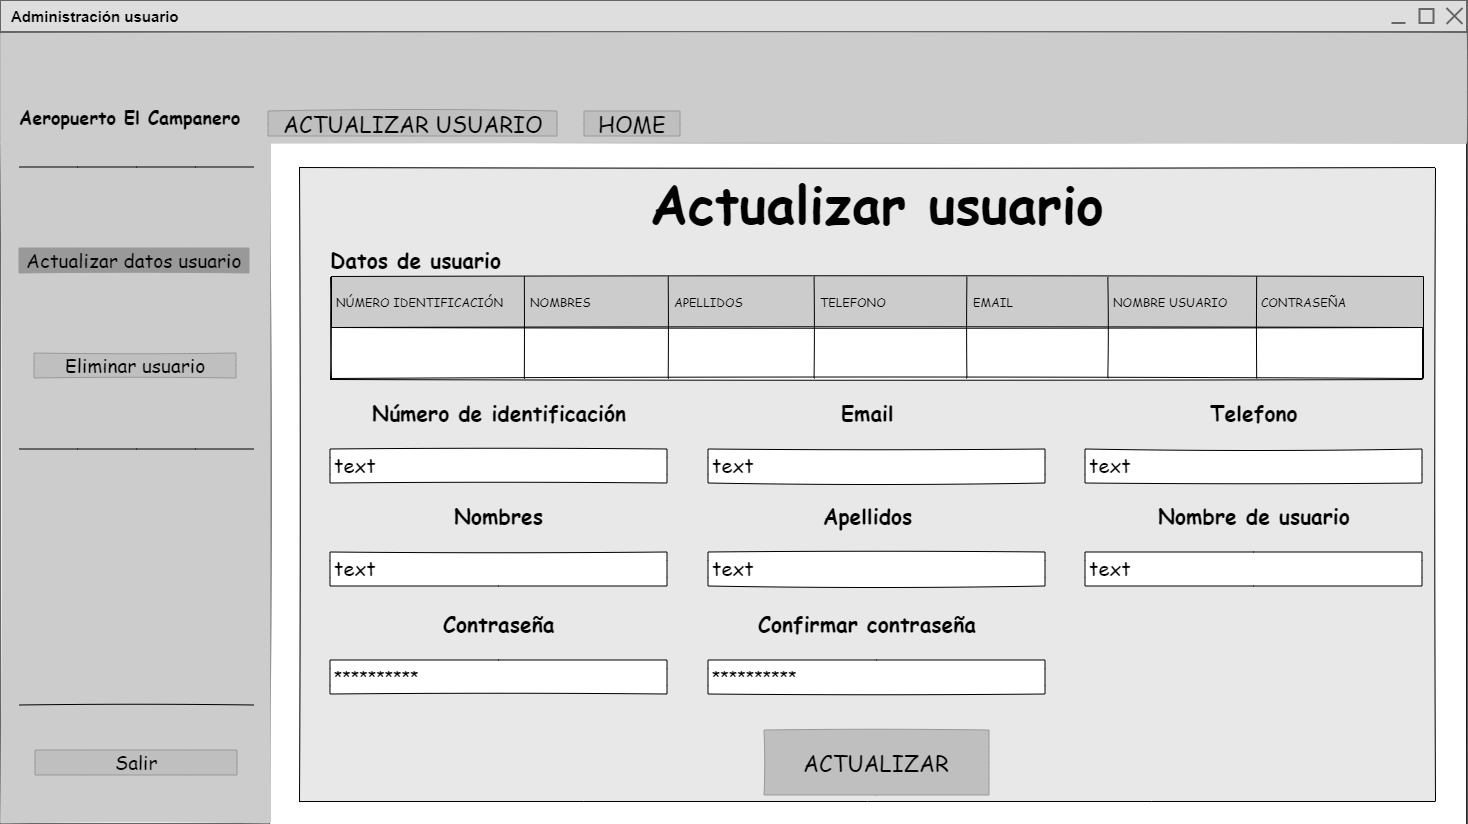 Administración usuario
Aeropuerto El Campanero
ACTUALIZAR USUARIO
HOME
Actualizar datos usuario
Eliminar usuario
Salir
Actualizar usuario
Datos de usuario
NÚMERO IDENTIFICACIÓN NOMBRES APELLIDOS TELEFONO EMAIL NOMBRE USUARIO CONTRASEÑA
Número de identificación Email Telefono
text text text
Nombres Apellidos Nombre de usuario
text text text
Contraseña Confirmar contraseña
********** **********
ACTUALIZAR